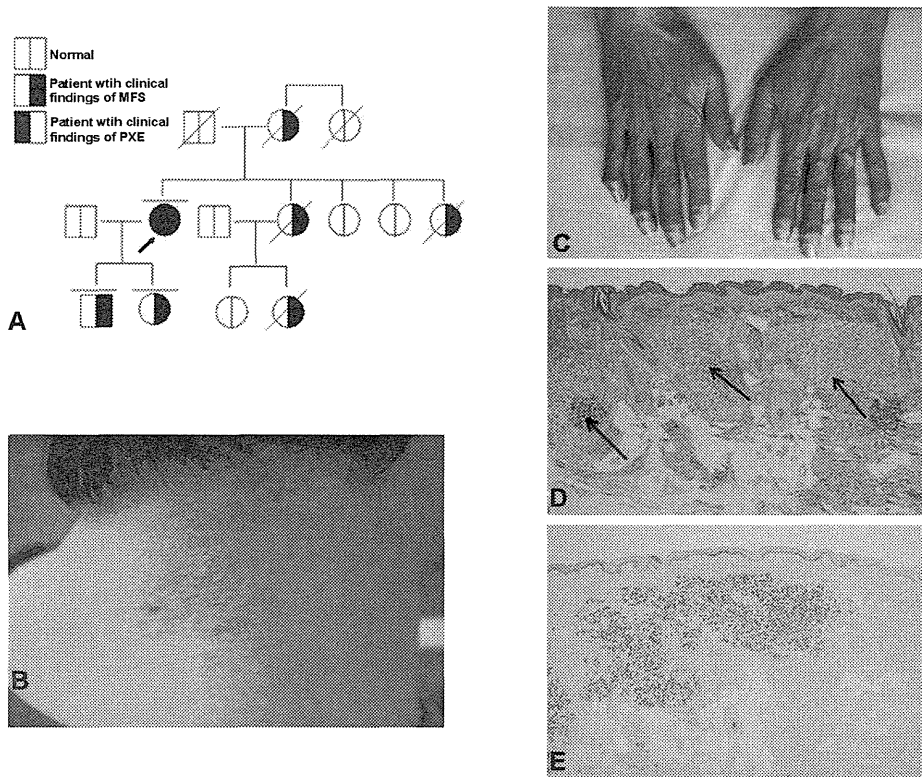 Normal
Patient wtih clinical
findings of MFS
Patient wtih clinical
findings of PXE
A
B
C
D
E